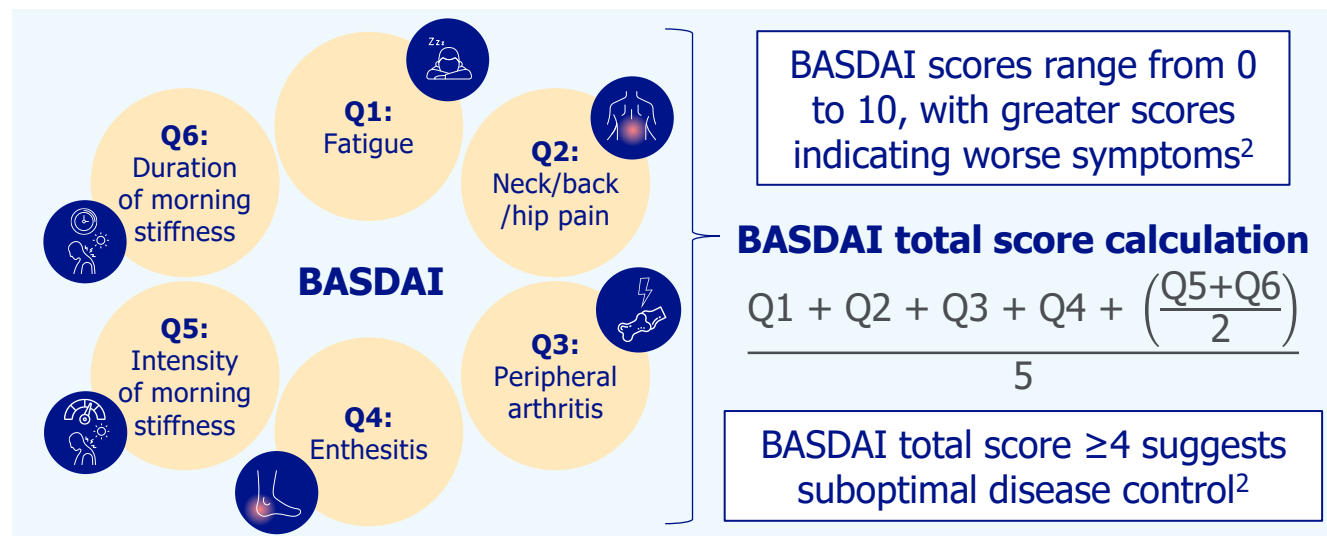 Zzz
Q1:
Fatigue
Q2:
Neck/back
/hip pain
Q3:
Peripheral
arthritis
Q4:
Enthesitis
Q5:
Intensity
of morning
stiffness
Q6:
Duration
of morning
stiffness
BASDAI
BASDAI scores range from 0
to 10, with greater scores
indicating worse symptoms²
BASDAI total score calculation
Q1 + Q2 + Q3 + Q4 + (Q5+Q6
2)
5
BASDAI total score ≥4 suggests
suboptimal disease control²